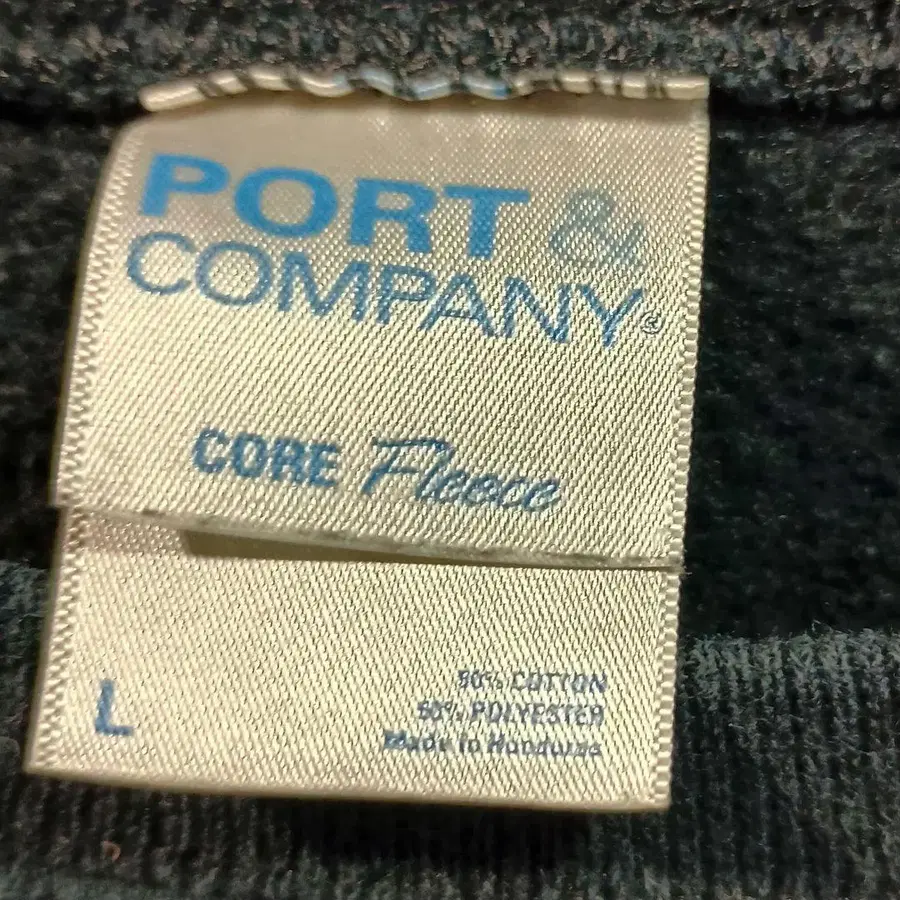 PORT &
COMPANY®
CORE Fleece
L
50% COTTON
50% POLYESTER
Made in Honduras